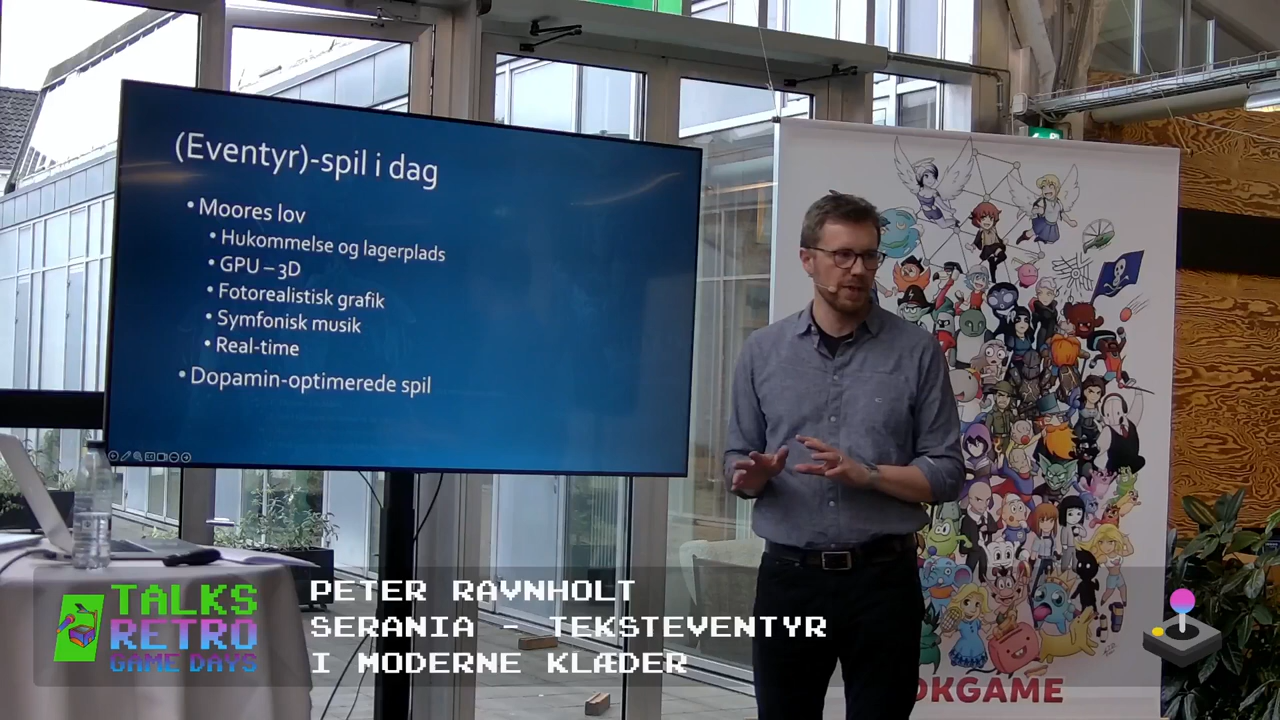 (Eventyr)-spil i dag
• Moores lov
• Hukommelse og lagerplads
• GPU – 3D
• Fotorealistisk grafik
• Symfonisk musik
• Real-time
• Dopamin-optimerede spil
TALKS
RETRO
GAME DAYS
PETER RAVNHOLT
SERANIA - TEKSTEVENTYR
I MODERNE KLÆDER
DKGAME